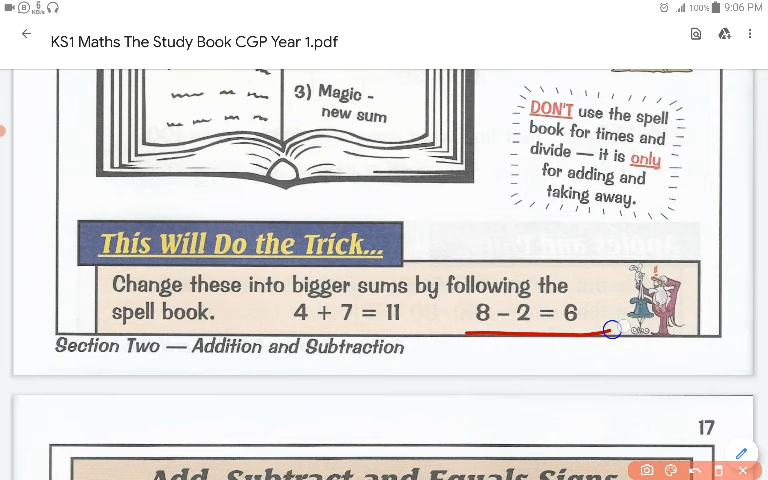 6
KB/s
100%
9:06 PM
KS1 Maths The Study Book CGP Year 1.pdf
3) Magic -
new sum
DON'T use the spell
book for times and
divide — it is only
for adding and
taking away.
This Will Do the Trick...
Change these into bigger sums by following the
spell book. 4 + 7 = 11 8 – 2 = 6
Section Two — Addition and Subtraction
17
Add, Subtract and Equals Signs